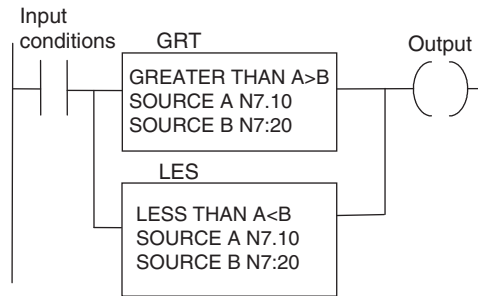 Input
conditions
GRT
Output
GREATER THAN A>B
SOURCE A N7.10
SOURCE B N7:20
LES
LESS THAN A<B
SOURCE A N7.10
SOURCE B N7:20